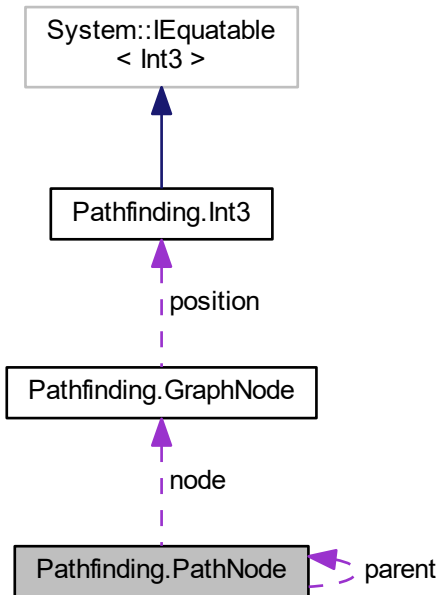 System::IEquatable
< Int3 >
Pathfinding.Int3
position
Pathfinding.GraphNode
node
Pathfinding.PathNode
parent